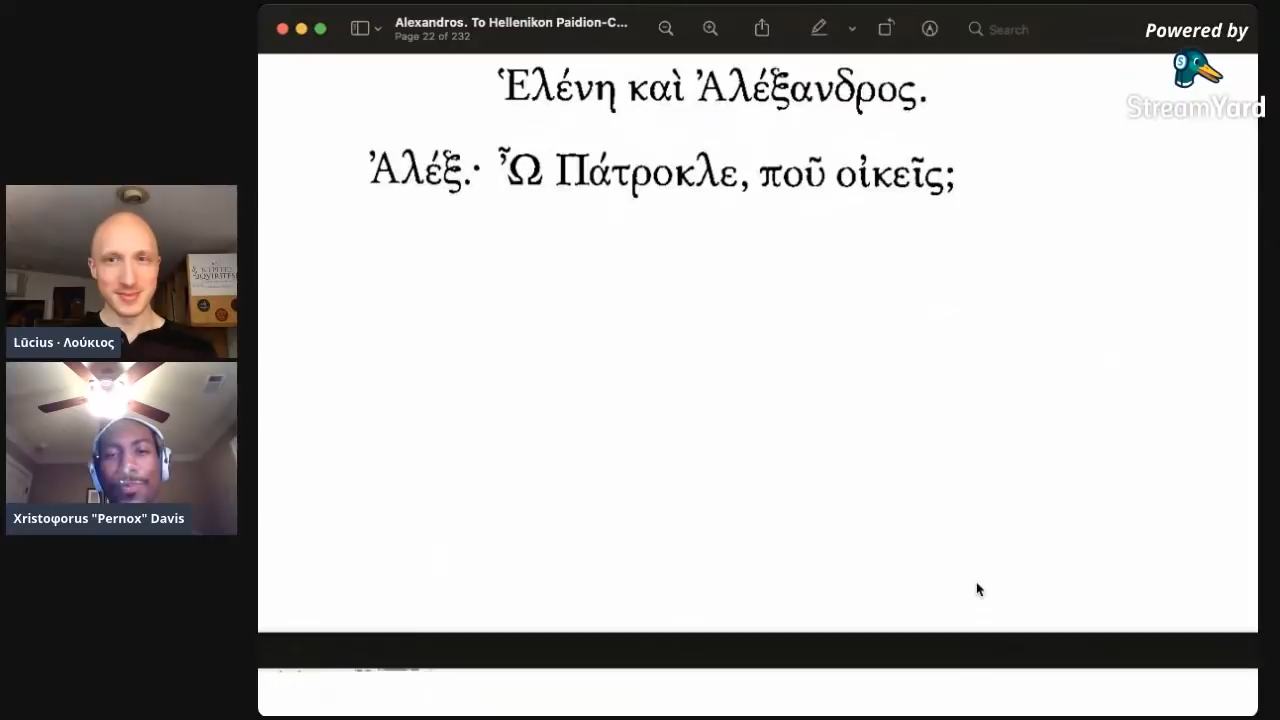 Alexandros. To Hellenikon Paidion-C...
Page 22 of 232
Search
Powered by
StreamYard
Ἑλένη καὶ Ἀλέξανδρος.
Ἀλέξ.· Ὦ Πάτροκλε, ποῦ οἰκεῖς;
Lūcius · Λούκιος
Xristoφorus "Pernox" Davis